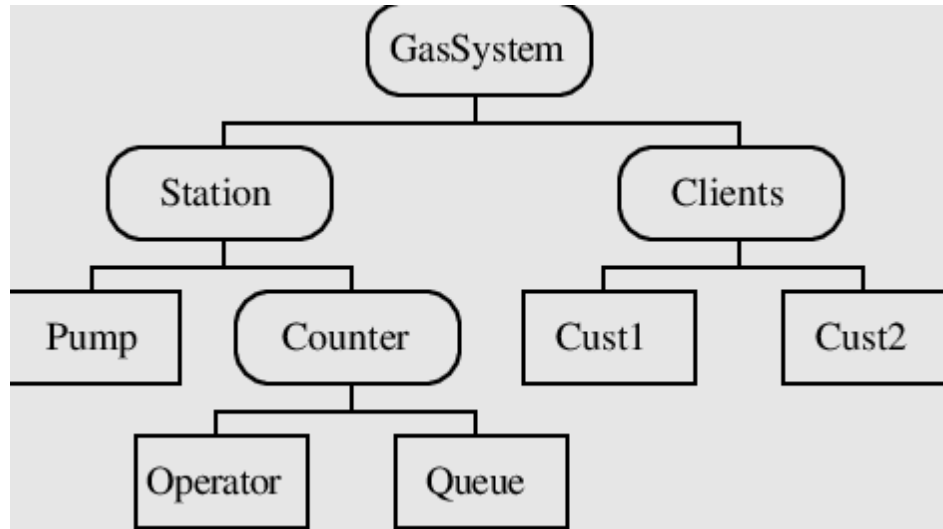 GasSystem
Station
Clients
Pump
Counter
Cust1
Cust2
Operator
Queue